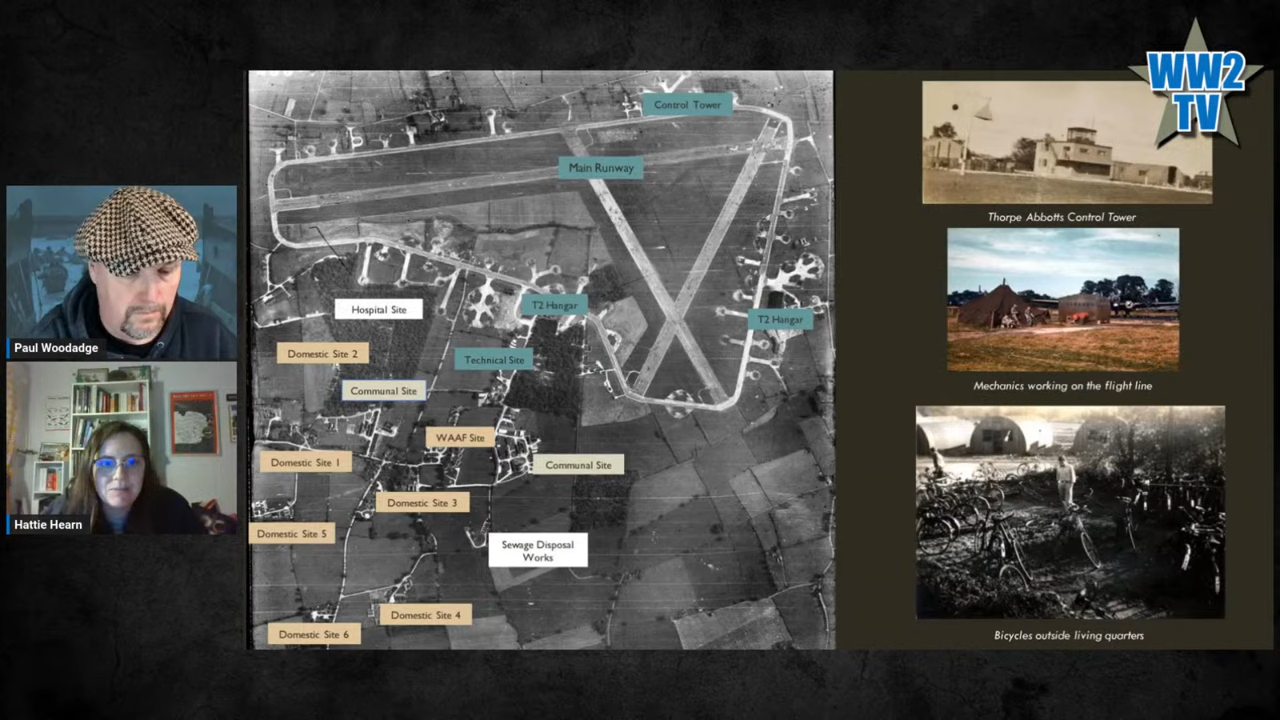 WW2
TV
Control Tower
Main Runway
Thorpe Abbotts Control Tower
Hospital Site
T2 Hangar
T2 Hangar
Domestic Site 2
Technical Site
Communal Site
Mechanics working on the flight line
WAAF Site
Domestic Site 1
Communal Site
Domestic Site 3
Domestic Site 5
Sewage Disposal
Works
Domestic Site 4
Domestic Site 6
Bicycles outside living quarters
Paul Woodadge
Hattie Hearn